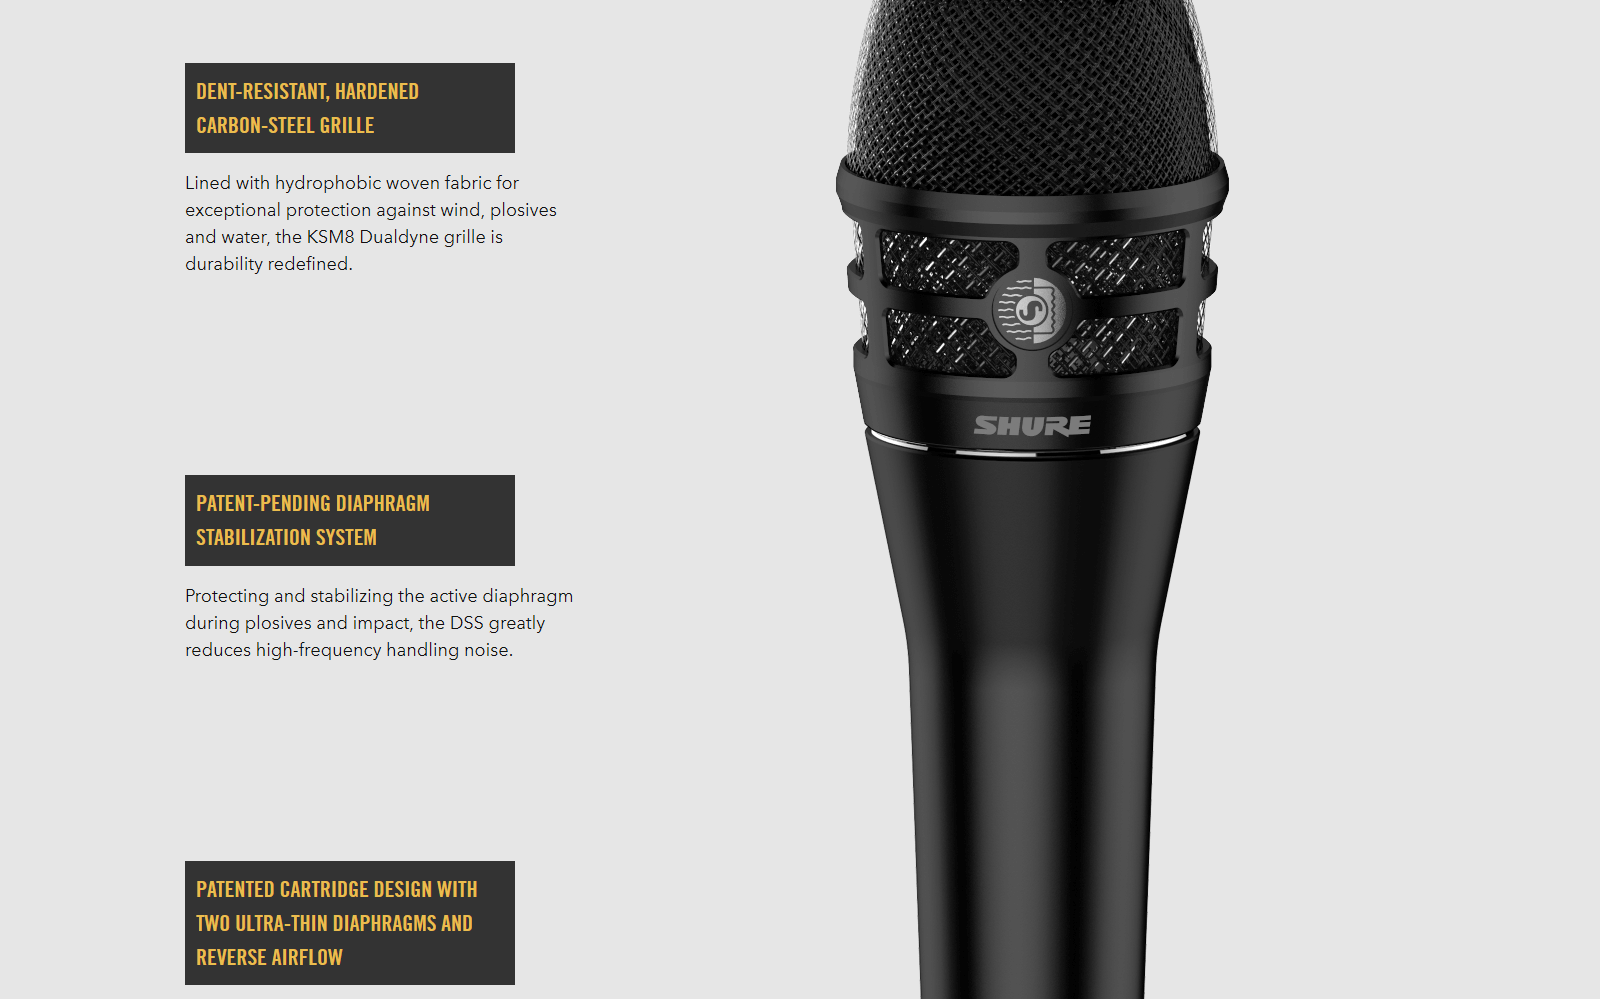 DENT-RESISTANT, HARDENED
CARBON-STEEL GRILLE
Lined with hydrophobic woven fabric for
exceptional protection against wind, plosives
and water, the KSM8 Dualdyne grille is
durability redefined.
SHURE
PATENT-PENDING DIAPHRAGM
STABILIZATION SYSTEM
Protecting and stabilizing the active diaphragm
during plosives and impact, the DSS greatly
reduces high-frequency handling noise.
PATENTED CARTRIDGE DESIGN WITH
TWO ULTRA-THIN DIAPHRAGMS AND
REVERSE AIRFLOW